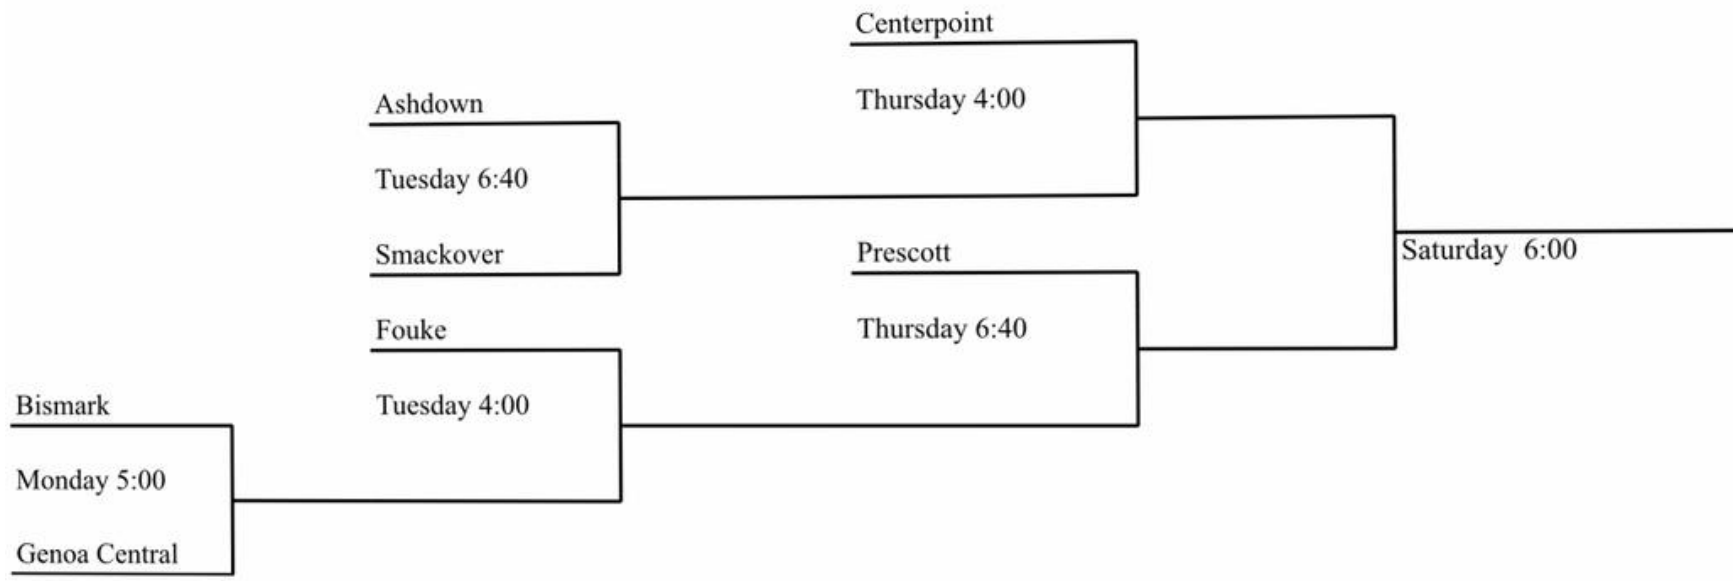 Centerpoint
Thursday 4:00
Ashdown
Tuesday 6:40
Smackover
Prescott
Thursday 6:40
Saturday  6:00
Fouke
Tuesday 4:00
Bismark
Monday 5:00
Genoa Central